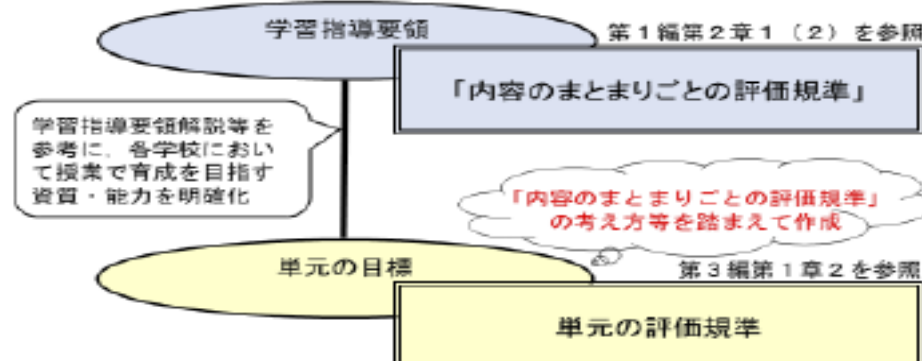 学習指導要領
第1編第2章1（2）を参照
「内容のまとまりごとの評価規準」
学習指導要領解説等を
参考に，各学校におい
て授業で育成を目指す
資質・能力を明確化
「内容のまとまりごとの評価規準」
の考え方等を踏まえて作成
単元の目標
第3編第1章2を参照
単元の評価規準